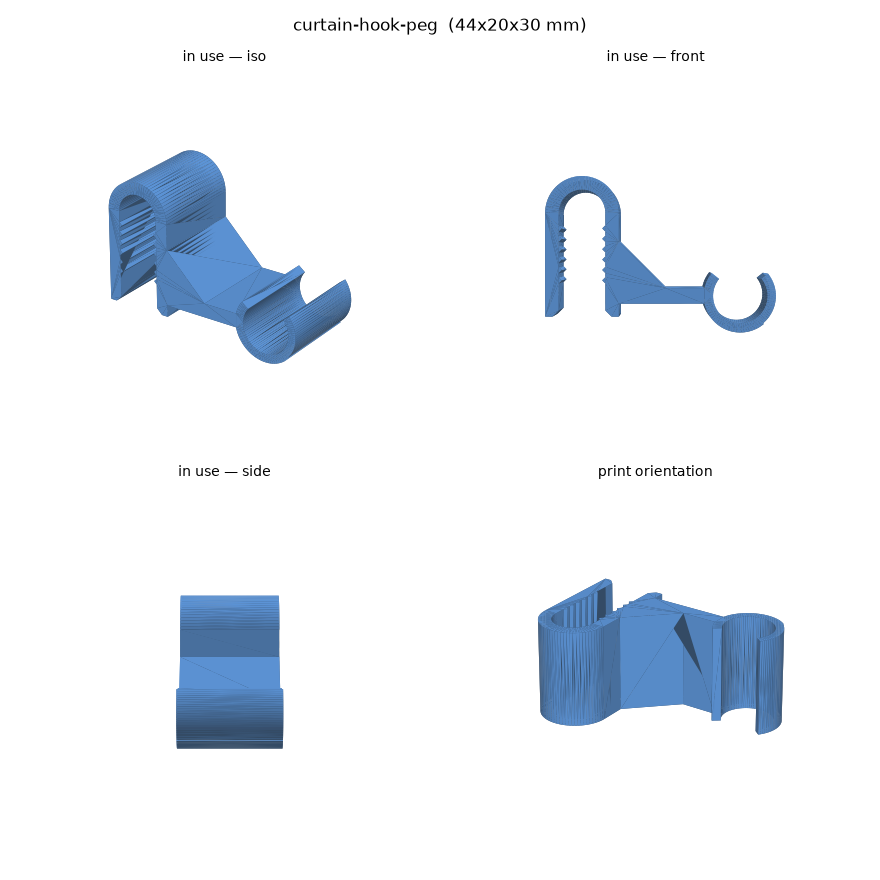 curtain-hook-peg (44x20x30 mm)
in use — iso
in use — front
in use — side
print orientation